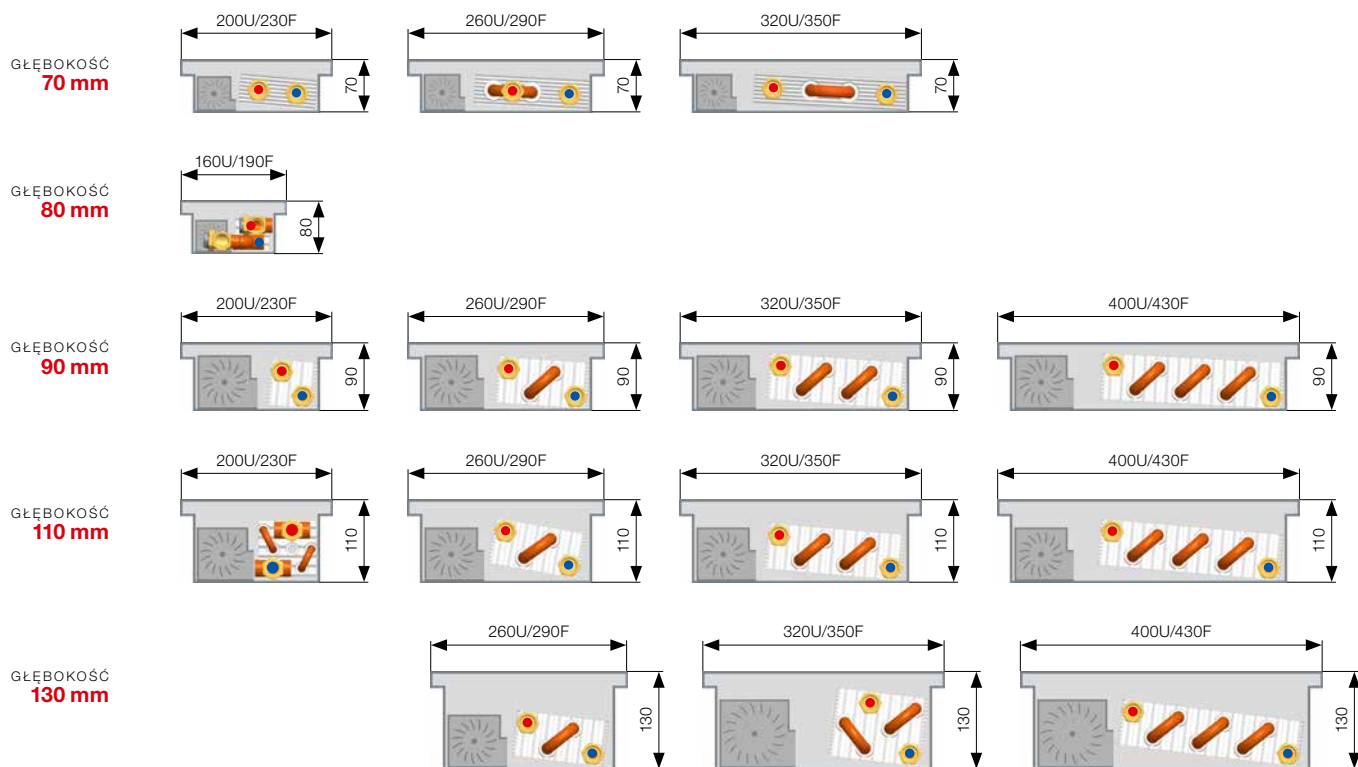 200U/230F 260U/290F 320U/350F
GŁĘBOKOŚĆ
70 mm
70 70 70
160U/190F
GŁĘBOKOŚĆ
80 mm
80
200U/230F 260U/290F 320U/350F 400U/430F
GŁĘBOKOŚĆ
90 mm
90 90 90 90
200U/230F 260U/290F 320U/350F 400U/430F
GŁĘBOKOŚĆ
110 mm
110 110 110 110
260U/290F 320U/350F 400U/430F
GŁĘBOKOŚĆ
130 mm
130 130 130